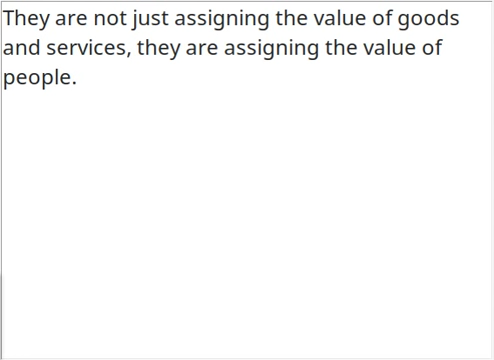 They are not just assigning the value of goods
and services, they are assigning the value of
people.